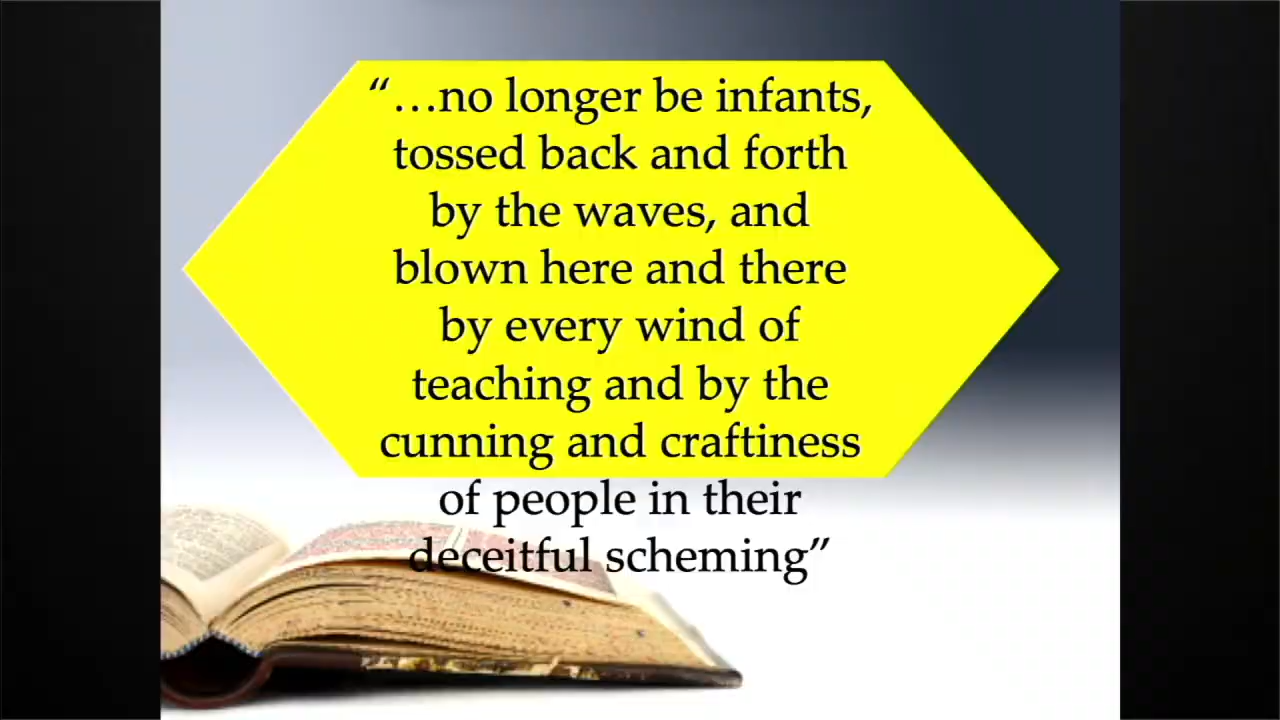 “…no longer be infants,
tossed back and forth
by the waves, and
blown here and there
by every wind of
teaching and by the
cunning and craftiness
of people in their
deceitful scheming”